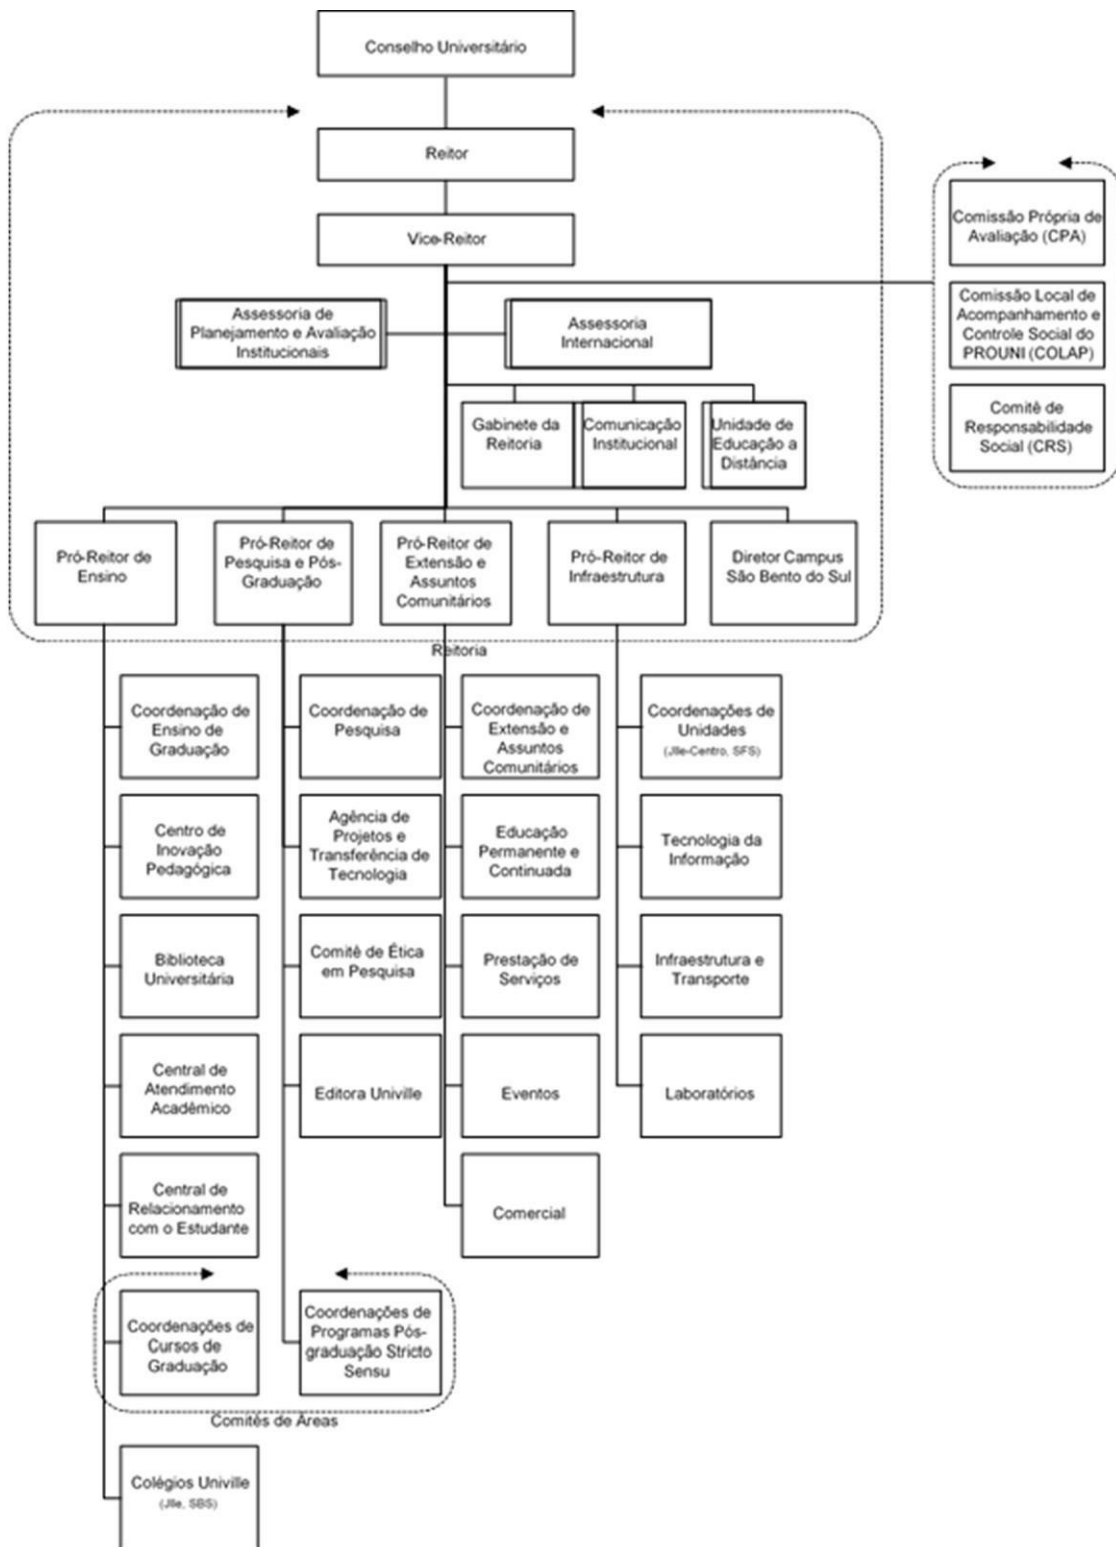 Conselho Universitário
Reitor
Vice-Reitor
Comissão Própria de
Avaliação (CPA)
Comissão Local de
Acompanhamento e
Controle Social do
PROUNI (COLAP)
Comitê de
Responsabilidade
Social (CRS)
Assessoria de
Planejamento e Avaliação
Institucionais
Assessoria
Internacional
Gabinete da
Reitoria
Comunicação
Institucional
Unidade de
Educação a
Distância
Pró-Reitor de
Ensino
Pró-Reitor de
Pesquisa e Pós-
Graduação
Pró-Reitor de
Extensão e
Assuntos
Comunitários
Pró-Reitor de
Infraestrutura
Diretor Campus
São Bento do Sul
Reitoria
Coordenação de
Ensino de
Graduação
Coordenação de
Pesquisa
Coordenação de
Extensão e
Assuntos
Comunitários
Coordenações de
Unidades
(Jlle-Centro, SFS)
Centro de
Inovação
Pedagógica
Agência de
Projetos e
Transferência de
Tecnologia
Educação
Permanente e
Continuada
Tecnologia da
Informação
Biblioteca
Universitária
Comitê de Ética
em Pesquisa
Prestação de
Serviços
Infraestrutura e
Transporte
Central de
Atendimento
Acadêmico
Editora Univille
Eventos
Laboratórios
Central de
Relacionamento
com o Estudante
Comercial
Coordenações de
Cursos de
Graduação
Coordenações de
Programas Pós-
graduação Stricto
Sensu
Comitês de Áreas
Colégios Univille
(Jlle, SBS)